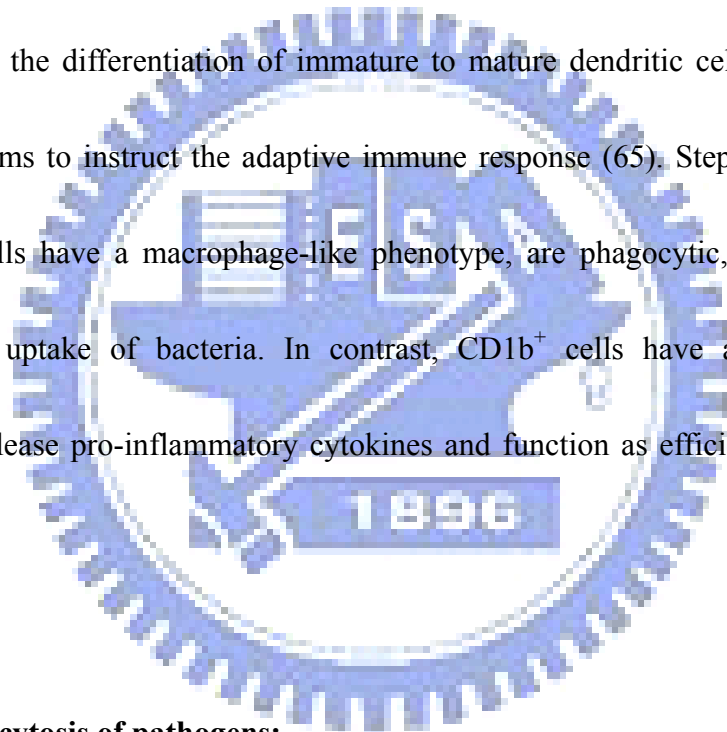 the differentiation of immature to mature dendritic cel
ms to instruct the adaptive immune response (65). Step
lls have a macrophage-like phenotype, are phagocytic,
uptake of bacteria. In contrast, CD1b+ cells have a
lease pro-inflammatory cytokines and function as effici
1896
cytosis of pathogens: